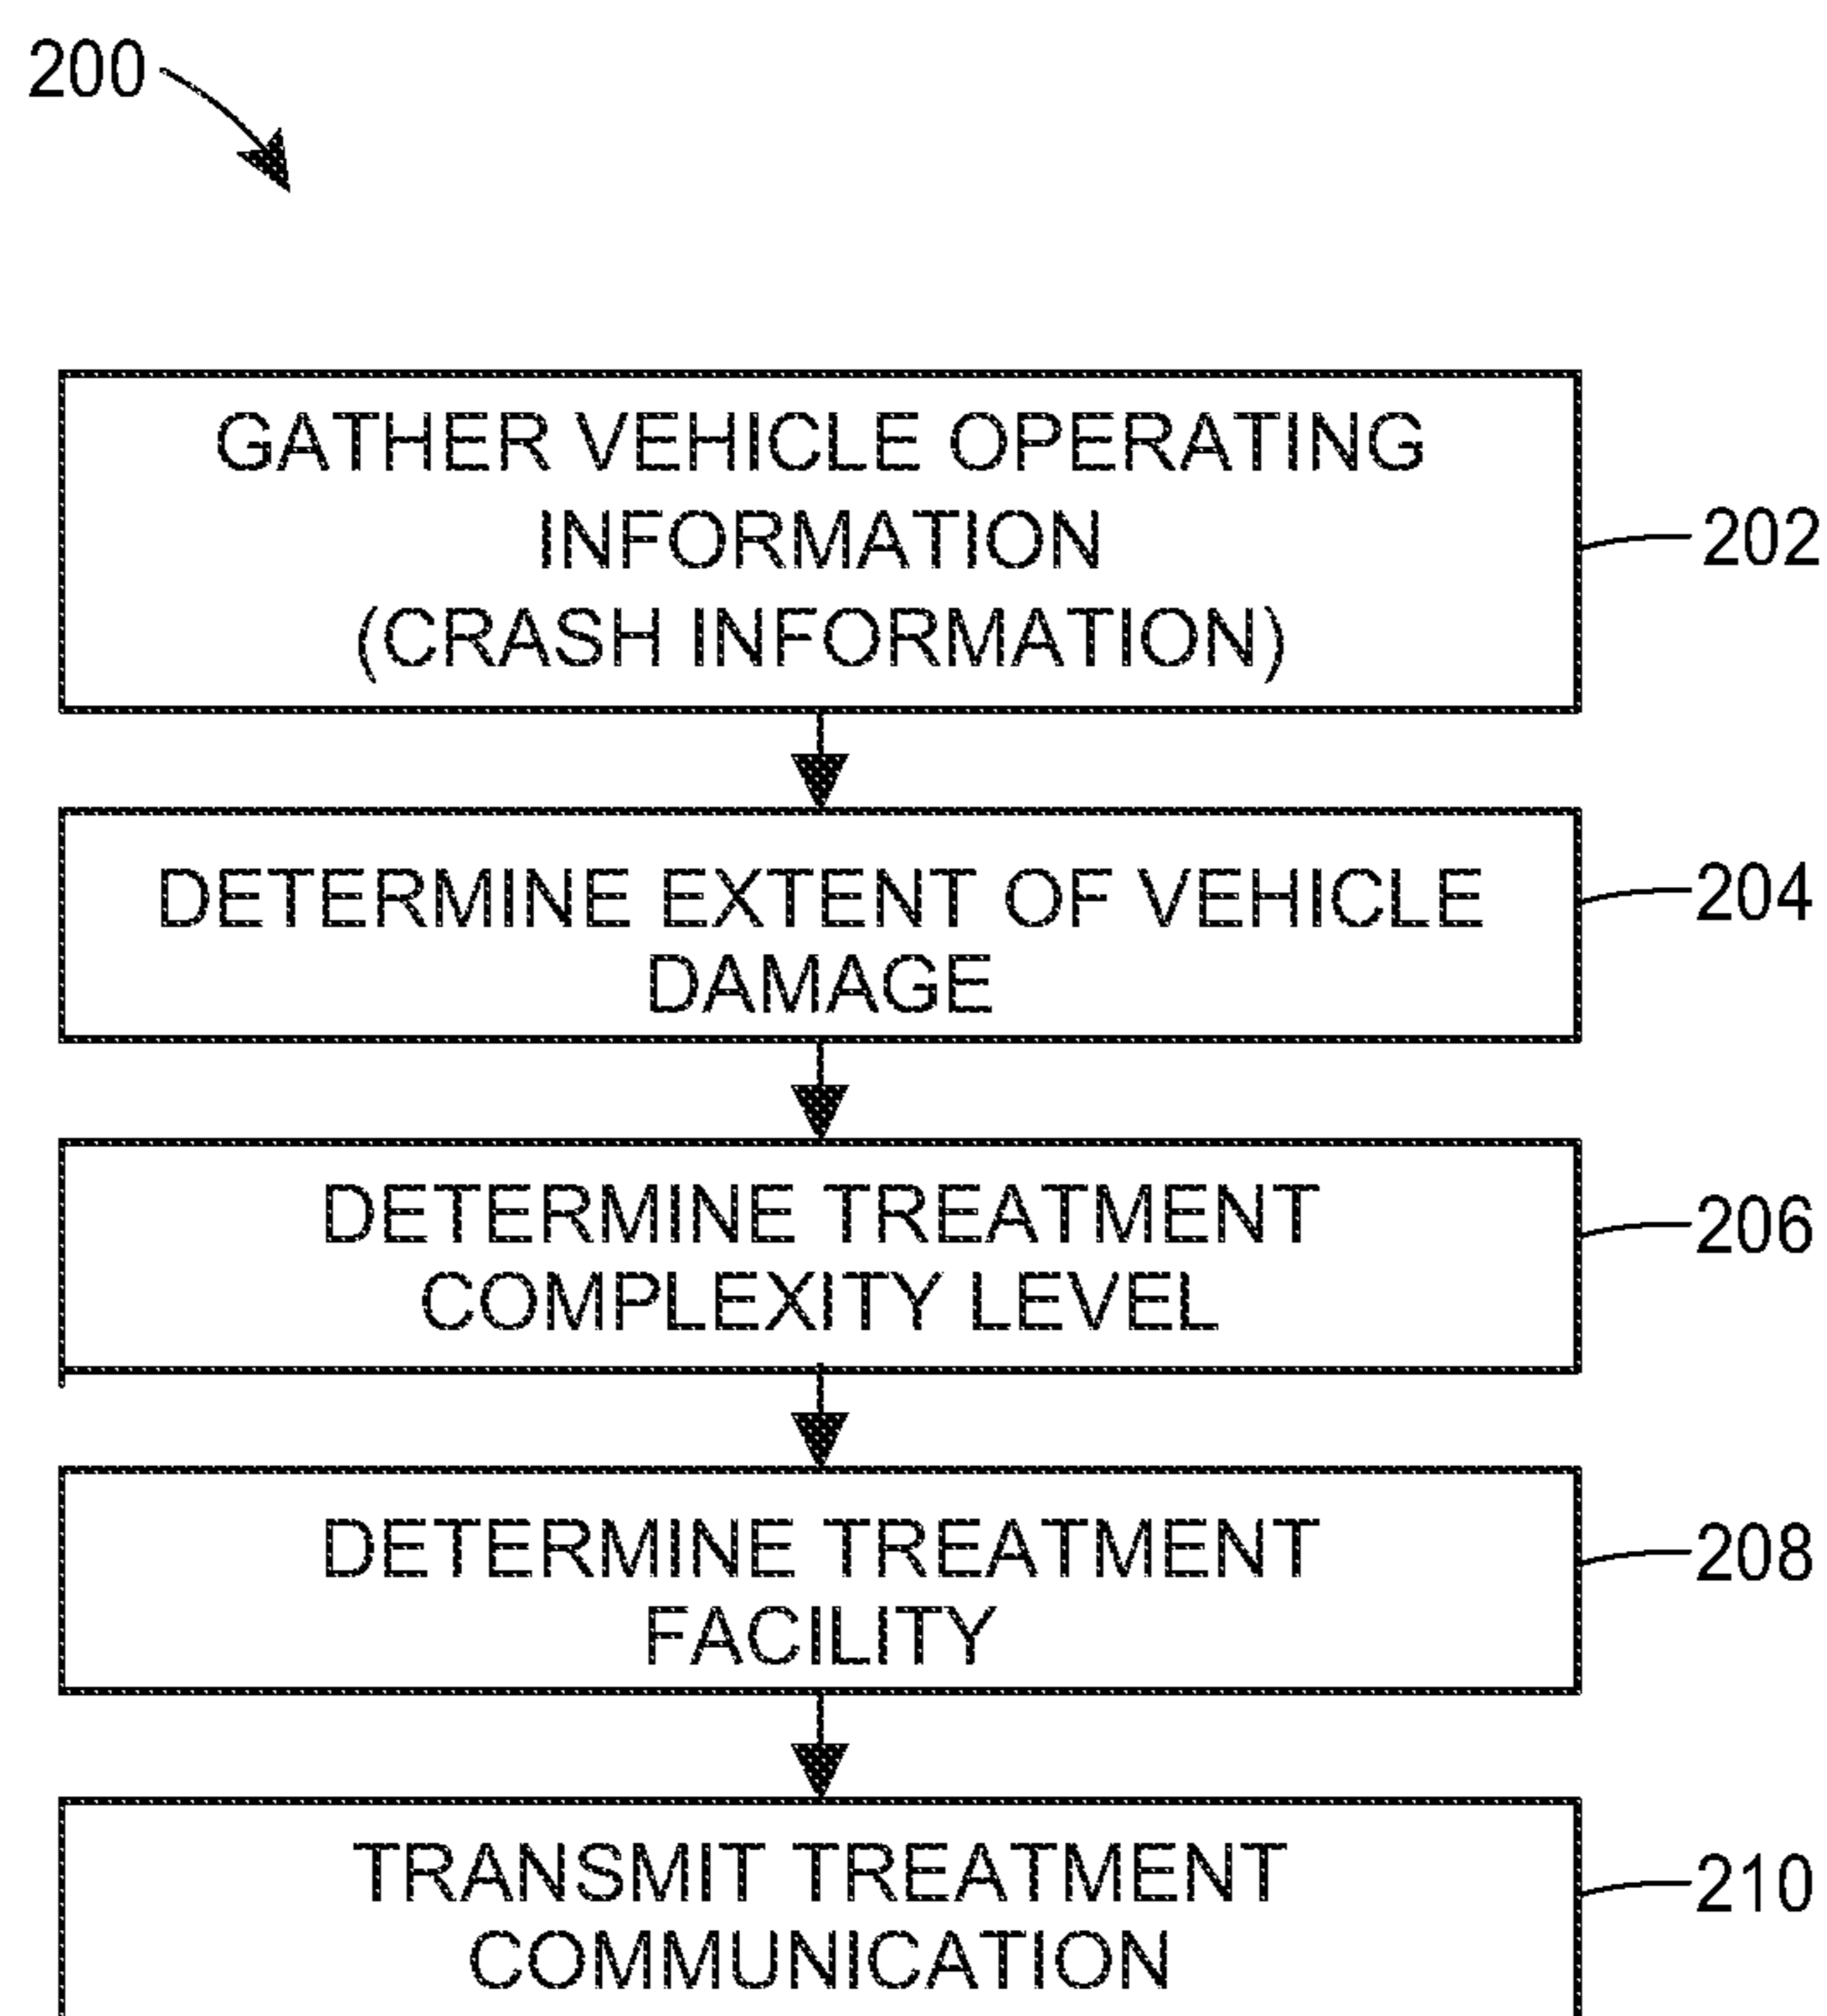 200
GATHER VEHICLE OPERATING
INFORMATION
(CRASH INFORMATION)
202
DETERMINE EXTENT OF VEHICLE
DAMAGE
204
DETERMINE TREATMENT
COMPLEXITY LEVEL
206
DETERMINE TREATMENT
FACILITY
208
TRANSMIT TREATMENT
COMMUNICATION
210